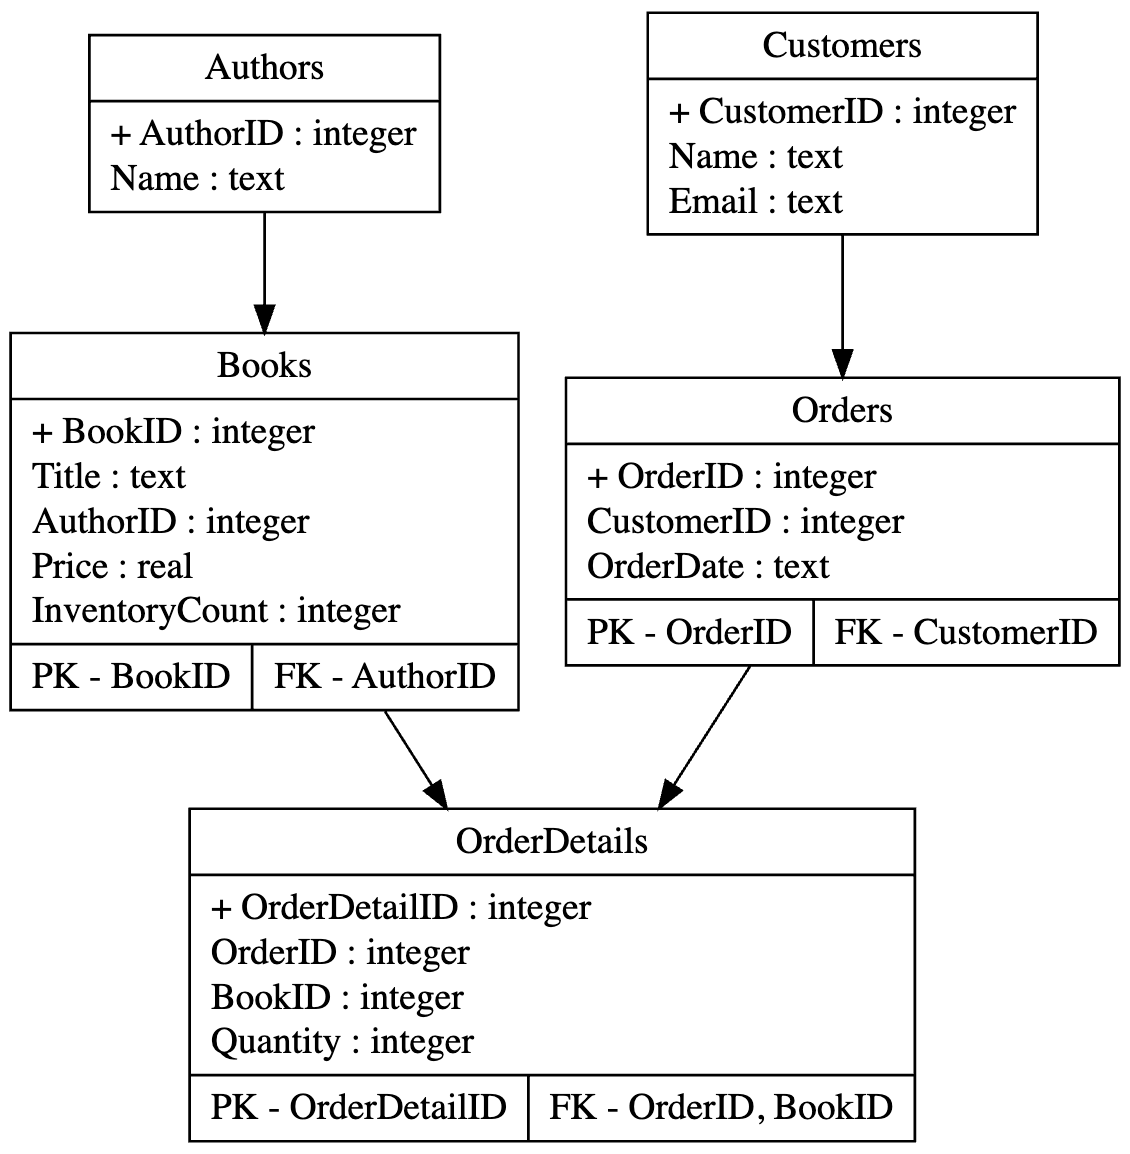 Authors
+ AuthorID : integer
Name : text
Customers
+ CustomerID : integer
Name : text
Email : text
Books
+ BookID : integer
Title : text
AuthorID : integer
Price : real
InventoryCount : integer
PK - BookID
FK - AuthorID
Orders
+ OrderID : integer
CustomerID : integer
OrderDate : text
PK - OrderID
FK - CustomerID
OrderDetails
+ OrderDetailID : integer
OrderID : integer
BookID : integer
Quantity : integer
PK - OrderDetailID
FK - OrderID, BookID